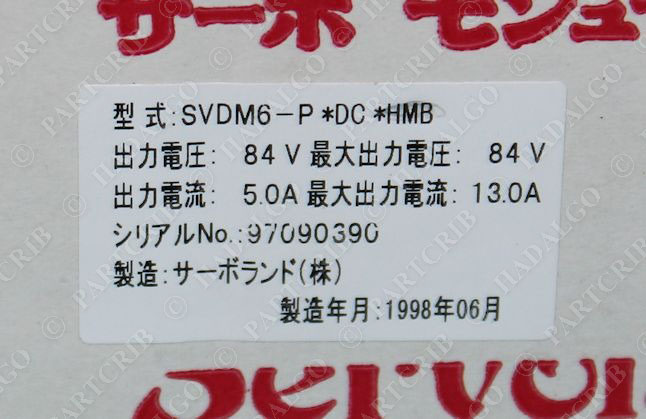 サーボ モジュー
型 式:SVDM6-P*DC*HMB
出力電圧: 84 V 最大出力電圧: 84 V
出力電流: 5.0A 最大出力電流: 13.0A
シリアルNo.:97090390
製造:サーボランド(株)
製造年月:1998年06月
© PARTCRIB © HADALGO